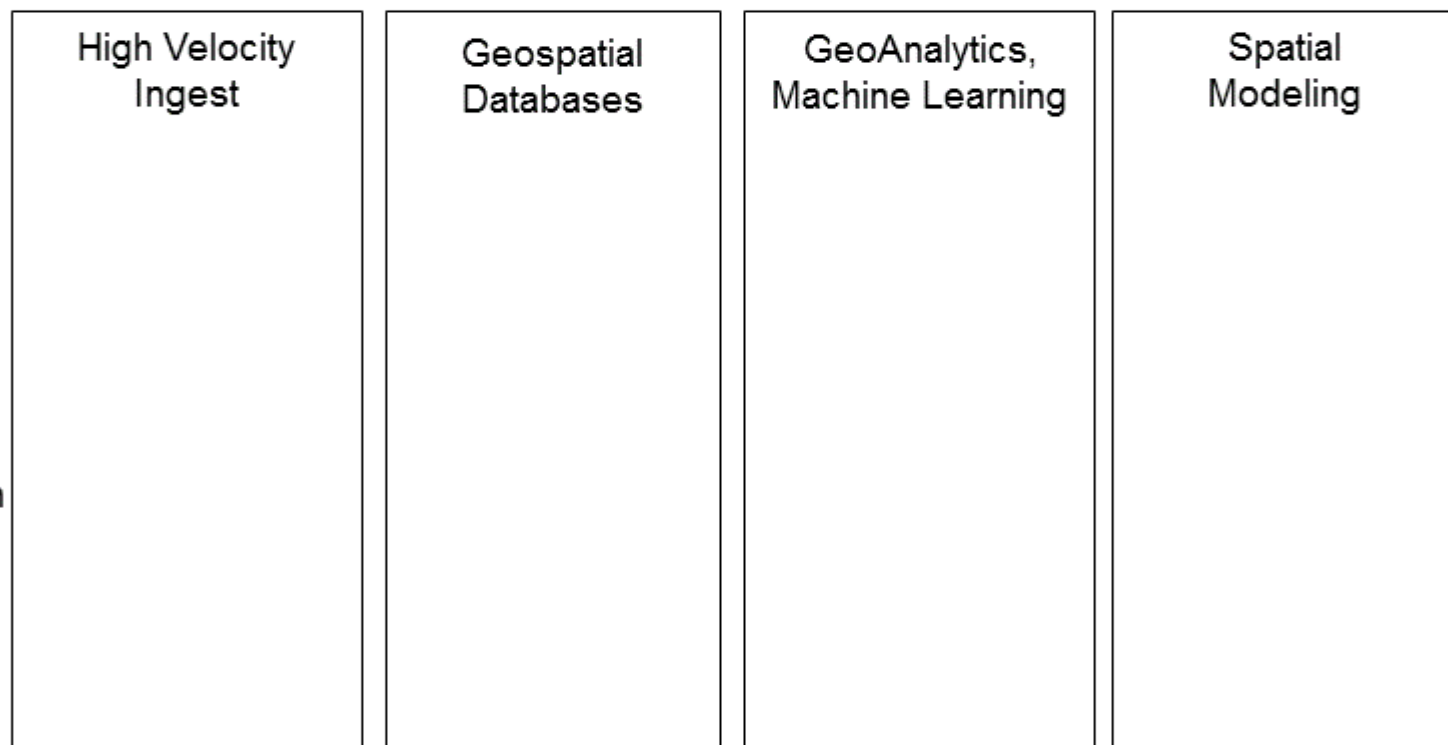 High Velocity
Ingest
Geospatial
Databases
GeoAnalytics,
Machine Learning
Spatial
Modeling